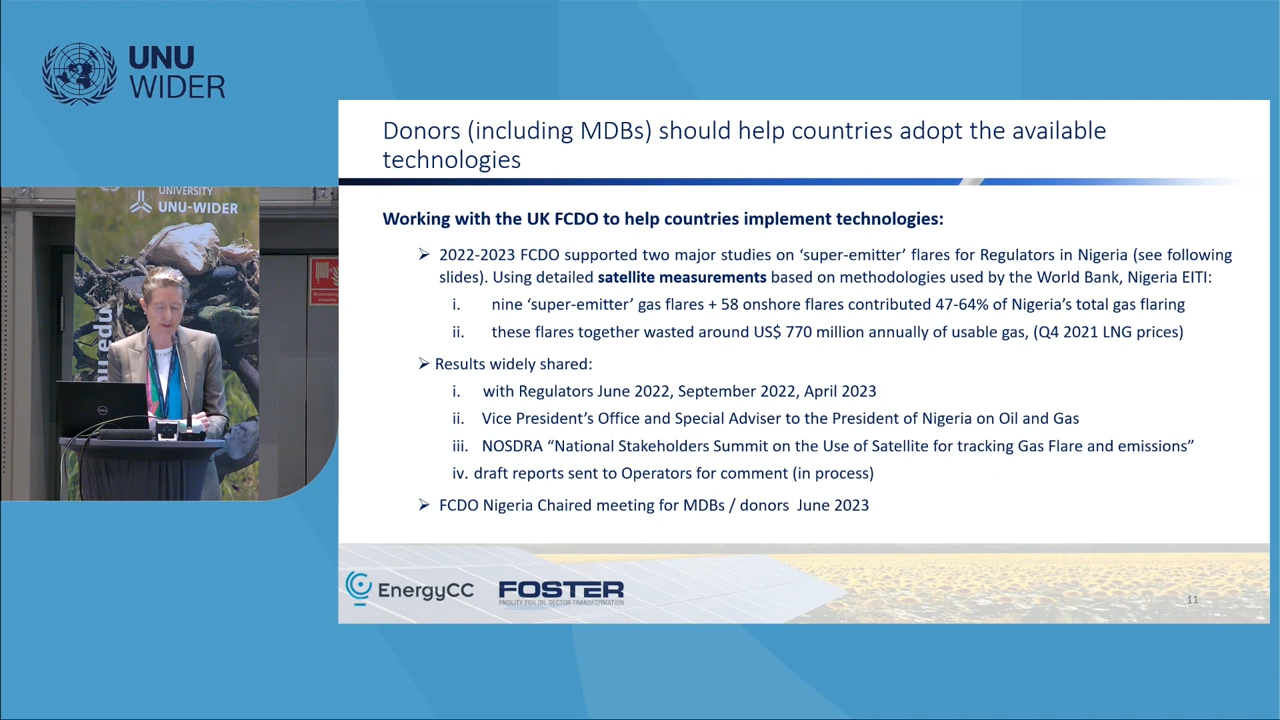 UNU
WIDER
UNIVERSITY
UNU-WIDER
nu.edu
DELL
Donors (including MDBs) should help countries adopt the available
technologies
Working with the UK FCDO to help countries implement technologies:
➢ 2022-2023 FCDO supported two major studies on ‘super-emitter’ flares for Regulators in Nigeria (see following
slides). Using detailed satellite measurements based on methodologies used by the World Bank, Nigeria EITI:
i. nine ‘super-emitter’ gas flares + 58 onshore flares contributed 47-64% of Nigeria’s total gas flaring
ii. these flares together wasted around US$ 770 million annually of usable gas, (Q4 2021 LNG prices)
➢ Results widely shared:
i. with Regulators June 2022, September 2022, April 2023
ii. Vice President’s Office and Special Adviser to the President of Nigeria on Oil and Gas
iii. NOSDRA “National Stakeholders Summit on the Use of Satellite for tracking Gas Flare and emissions”
iv. draft reports sent to Operators for comment (in process)
➢ FCDO Nigeria Chaired meeting for MDBs / donors June 2023
EnergyCC
FOSTER
FACILITY FOR OIL SECTOR TRANSFORMATION
11